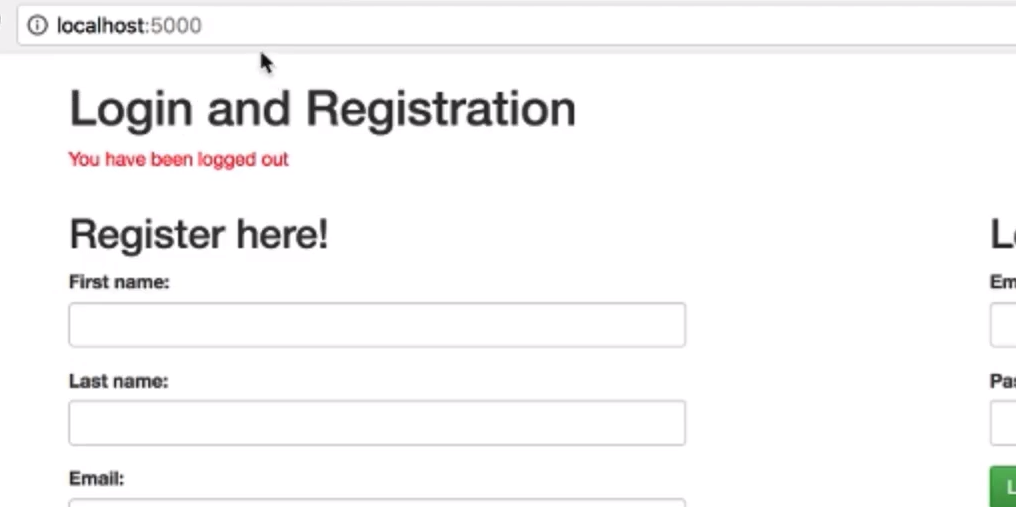 localhost:5000
Login and Registration
You have been logged out
Register here!
First name:
Last name:
Email: